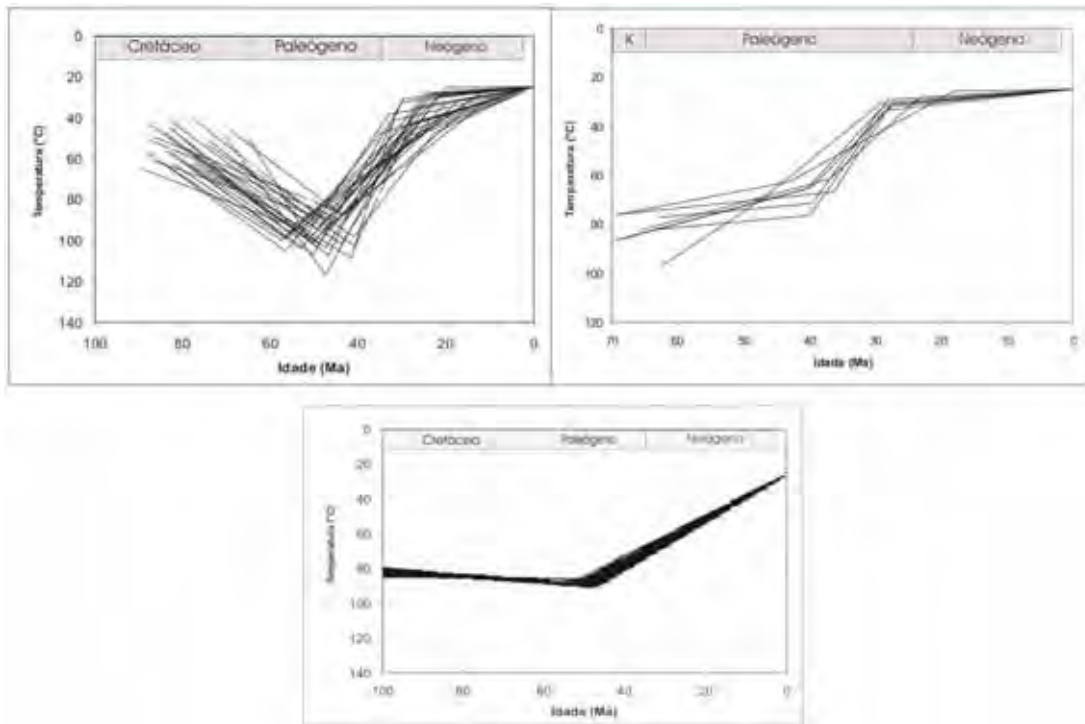 0
Cretáceo Paleógeno Neógeno
20
40
60
80
100
120
140
Temperatura (°C)
100 80 60 40 20 0
Idade (Ma)
0
K Paleógeno Neógeno
20
40
60
80
100
120
Temperatura (°C)
70 60 50 40 30 20 10 0
Idade (Ma)
0
Cretáceo Paleógeno Neógeno
20
40
60
80
100
120
140
Temperatura (°C)
100 80 60 40 20 0
Idade (Ma)